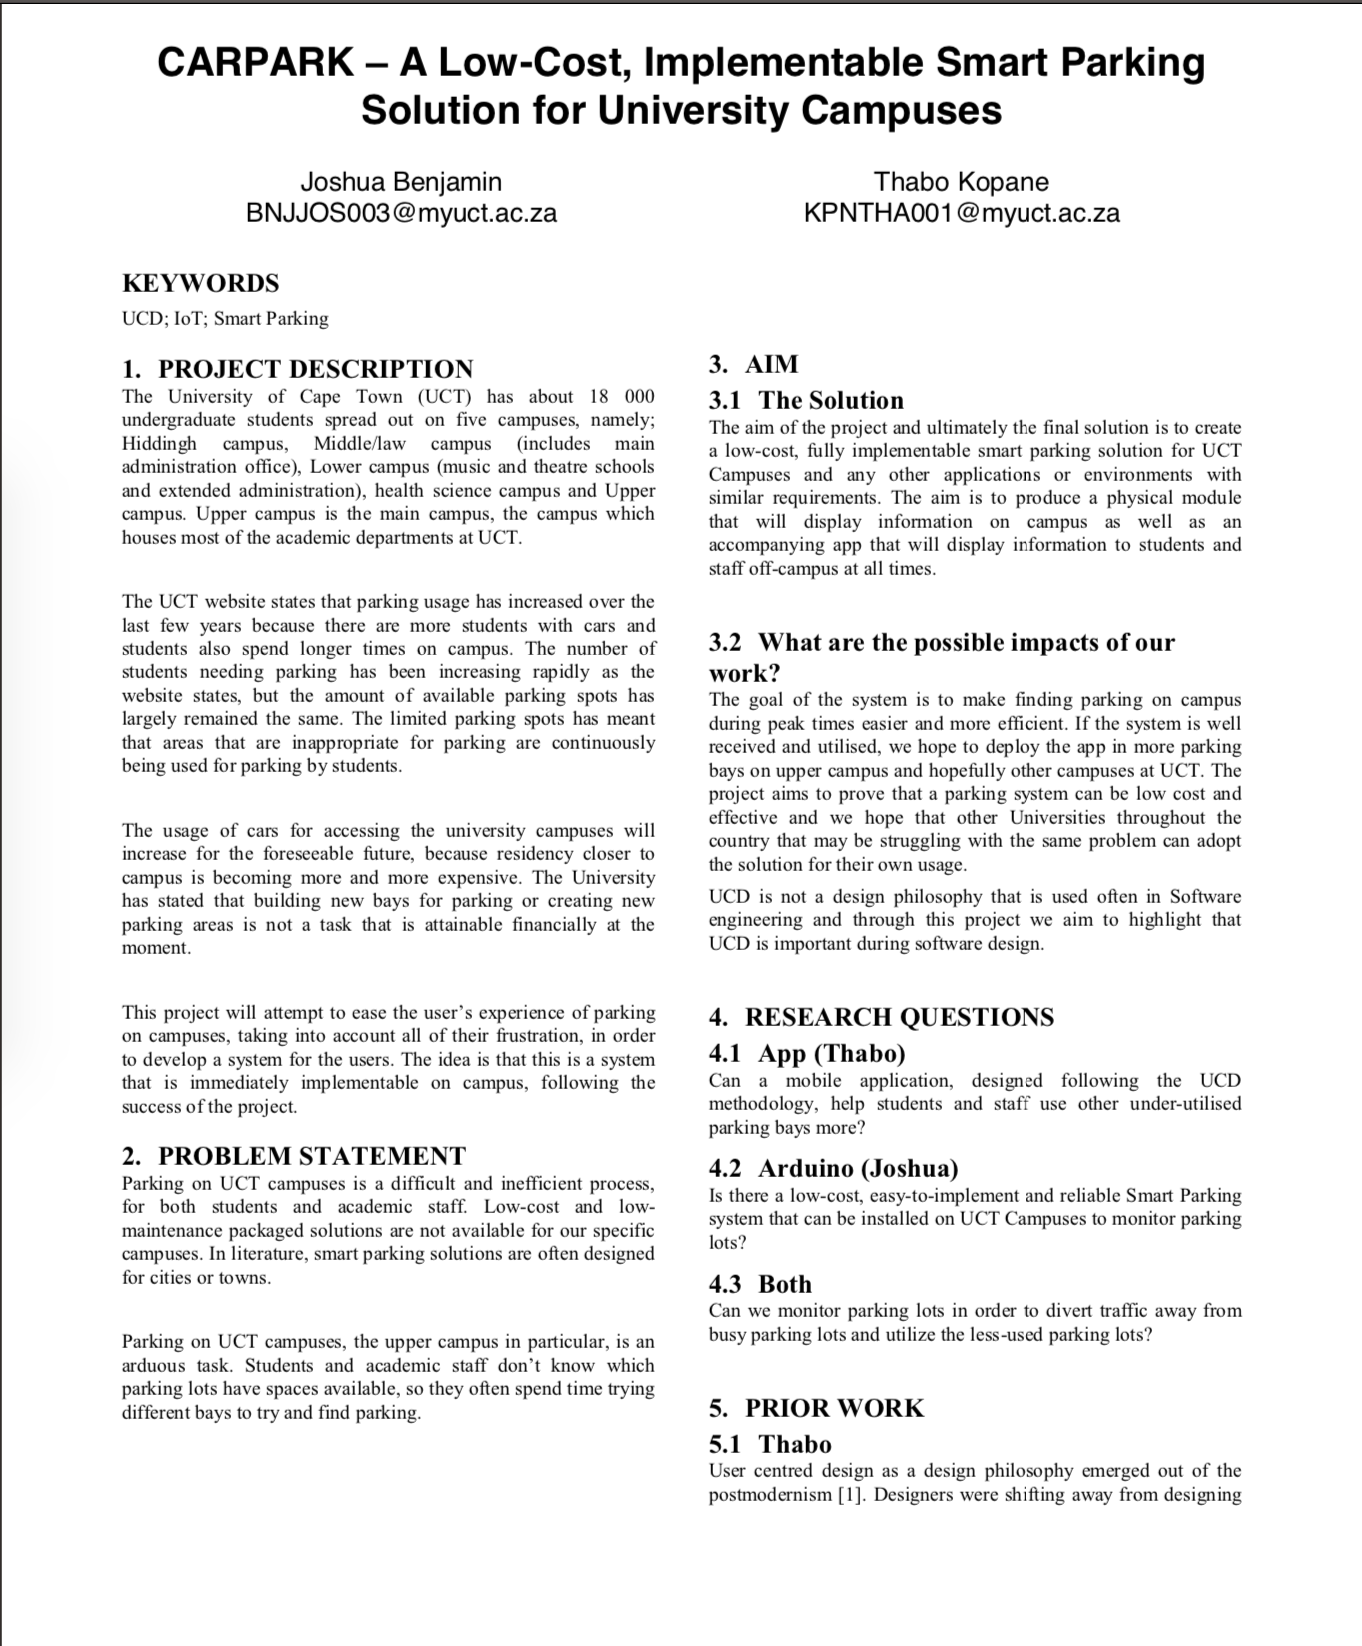 CARPARK – A Low-Cost, Implementable Smart Parking
Solution for University Campuses
Joshua Benjamin
BNJJOS003@myuct.ac.za
Thabo Kopane
KPNTHA001@myuct.ac.za
KEYWORDS
UCD; IoT; Smart Parking
1. PROJECT DESCRIPTION
The University of Cape Town (UCT) has about 18 000
undergraduate students spread out on five campuses, namely;
Hiddingh campus, Middle/law campus (includes main
administration office), Lower campus (music and theatre schools
and extended administration), health science campus and Upper
campus. Upper campus is the main campus, the campus which
houses most of the academic departments at UCT.
The UCT website states that parking usage has increased over the
last few years because there are more students with cars and
students also spend longer times on campus. The number of
students needing parking has been increasing rapidly as the
website states, but the amount of available parking spots has
largely remained the same. The limited parking spots has meant
that areas that are inappropriate for parking are continuously
being used for parking by students.
The usage of cars for accessing the university campuses will
increase for the foreseeable future, because residency closer to
campus is becoming more and more expensive. The University
has stated that building new bays for parking or creating new
parking areas is not a task that is attainable financially at the
moment.
This project will attempt to ease the user's experience of parking
on campuses, taking into account all of their frustration, in order
to develop a system for the users. The idea is that this is a system
that is immediately implementable on campus, following the
success of the project.
2. PROBLEM STATEMENT
Parking on UCT campuses is a difficult and inefficient process,
for both students and academic staff. Low-cost and low-
maintenance packaged solutions are not available for our specific
campuses. In literature, smart parking solutions are often designed
for cities or towns.
Parking on UCT campuses, the upper campus in particular, is an
arduous task. Students and academic staff don't know which
parking lots have spaces available, so they often spend time trying
different bays to try and find parking.
3. AIM
3.1 The Solution
The aim of the project and ultimately the final solution is to create
a low-cost, fully implementable smart parking solution for UCT
Campuses and any other applications or environments with
similar requirements. The aim is to produce a physical module
that will display information on campus as well as an
accompanying app that will display information to students and
staff off-campus at all times.
3.2 What are the possible impacts of our
work?
The goal of the system is to make finding parking on campus
during peak times easier and more efficient. If the system is well
received and utilised, we hope to deploy the app in more parking
bays on upper campus and hopefully other campuses at UCT. The
project aims to prove that a parking system can be low cost and
effective and we hope that other Universities throughout the
country that may be struggling with the same problem can adopt
the solution for their own usage.
UCD is not a design philosophy that is used often in Software
engineering and through this project we aim to highlight that
UCD is important during software design.
4. RESEARCH QUESTIONS
4.1 App (Thabo)
Can a mobile application, designed following the UCD
methodology, help students and staff use other under-utilised
parking bays more?
4.2 Arduino (Joshua)
Is there a low-cost, easy-to-implement and reliable Smart Parking
system that can be installed on UCT Campuses to monitor parking
lots?
4.3 Both
Can we monitor parking lots in order to divert traffic away from
busy parking lots and utilize the less-used parking lots?
5. PRIOR WORK
5.1 Thabo
User centred design as a design philosophy emerged out of the
postmodernism [1]. Designers were shifting away from designing